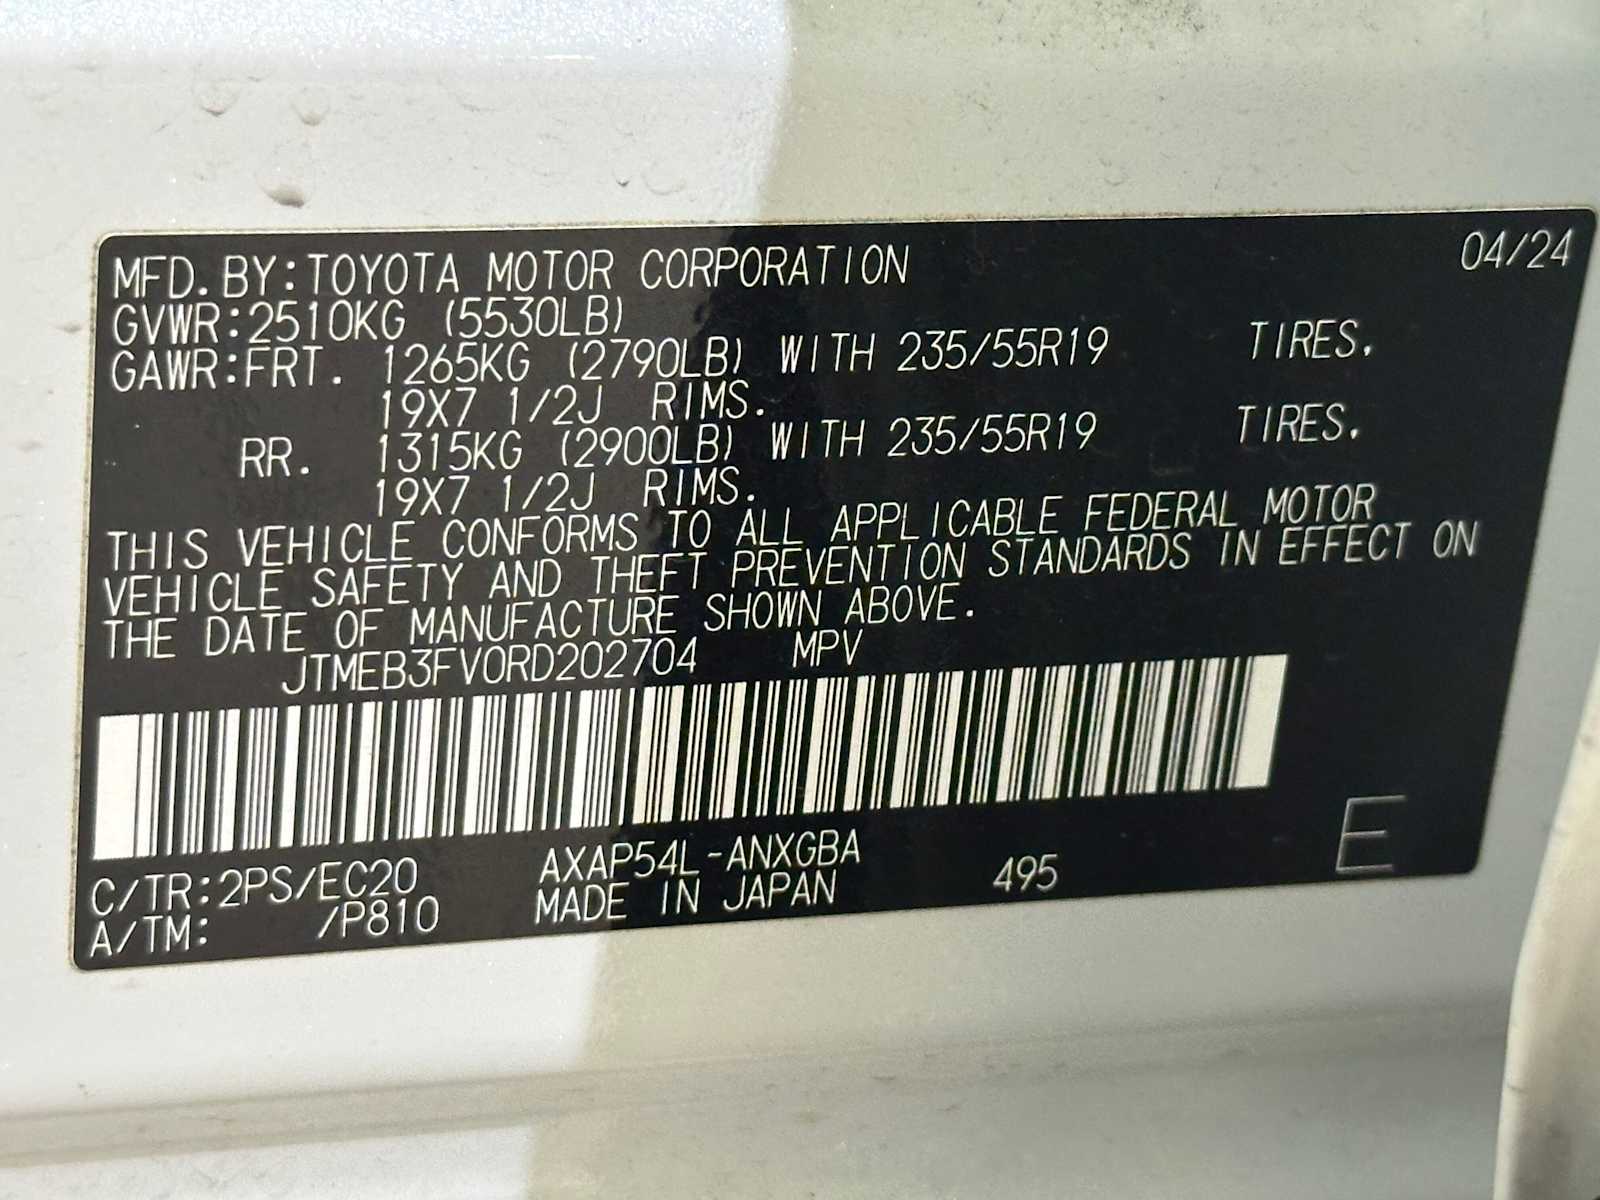 MFD. BY: TOYOTA MOTOR CORPORATION 04/24
GVWR: 2510KG (5530LB)
GAWR: FRT. 1265KG (2790LB) WITH 235/55R19 TIRES.
19X7 1/2J RIMS.
RR. 1315KG (2900LB) WITH 235/55R19 TIRES.
19X7 1/2J RIMS.
THIS VEHICLE CONFORMS TO ALL APPLICABLE FEDERAL MOTOR
VEHICLE SAFETY AND THEFT PREVENTION STANDARDS IN EFFECT ON
THE DATE OF MANUFACTURE SHOWN ABOVE.
JTMEB3FV0RD202704 MPV
C/TR: 2PS/EC20 AXAP54L-ANXGBA
A/TM: /P810 MADE IN JAPAN 495 E